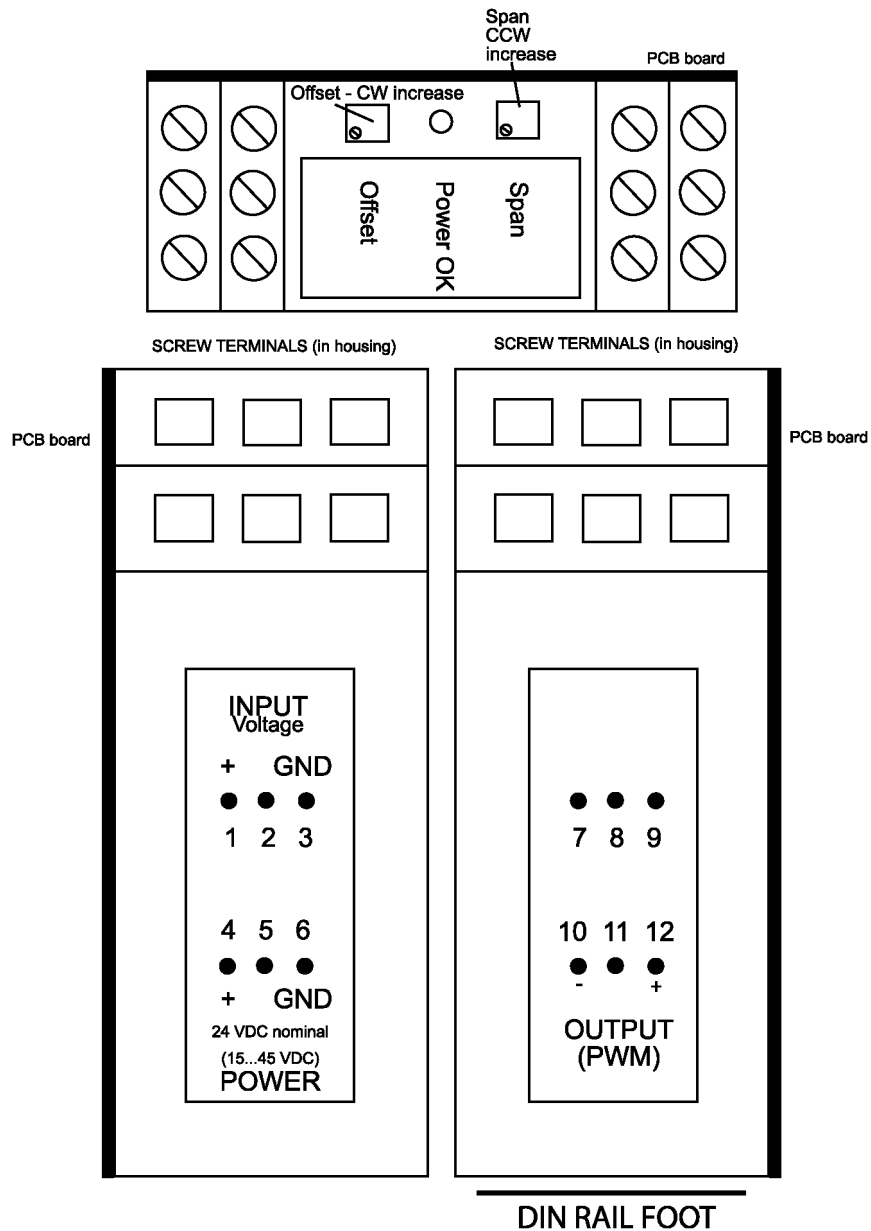 Span
CCW
increase
PCB board
Offset - CW increase
Offset
Power OK
Span
SCREW TERMINALS (in housing)
SCREW TERMINALS (in housing)
PCB board
PCB board
INPUT
Voltage
+ GND
1 2 3
4 5 6
+ GND
24 VDC nominal
(15...45 VDC)
POWER
7 8 9
10 11 12
- +
OUTPUT
(PWM)
DIN RAIL FOOT